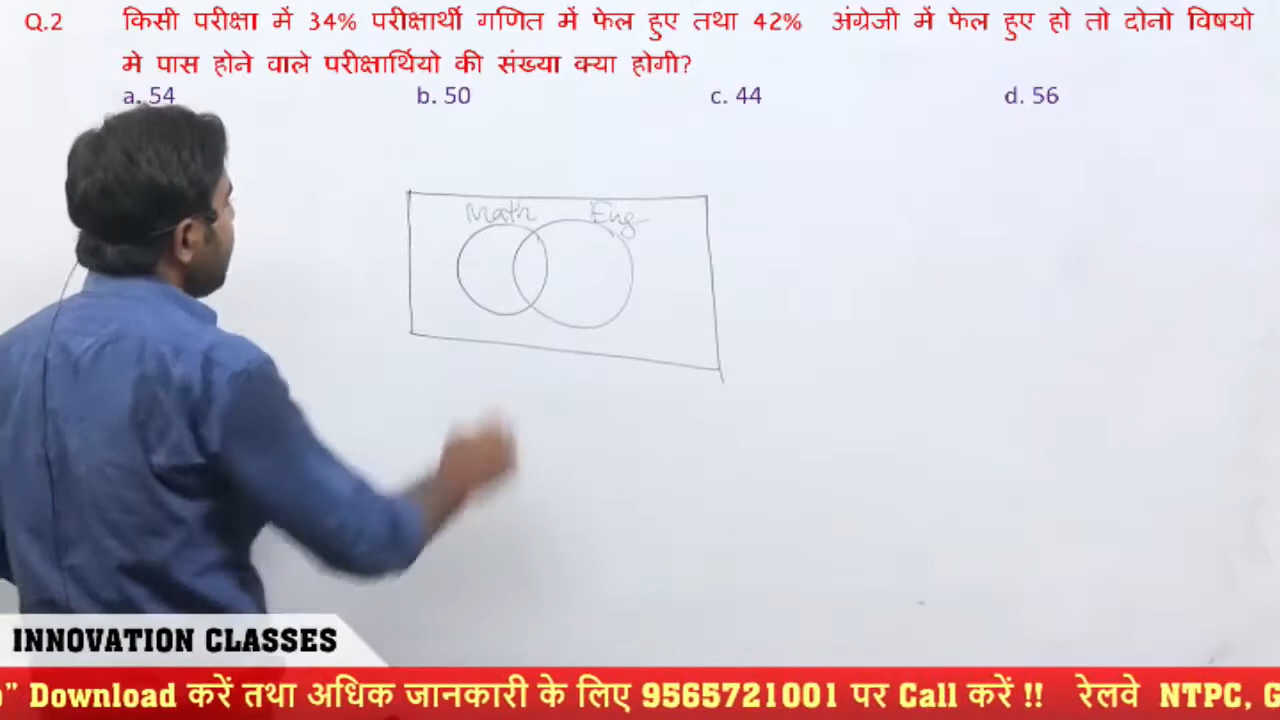 Q.2 किसी परीक्षा में 34% परीक्षार्थी गणित में फेल हुए तथा 42% अंग्रेजी में फेल हुए हो तो दोनो विषयो
मे पास होने वाले परीक्षार्थियो की संख्या क्या होगी?
a. 54 b. 50 c. 44 d. 56
Math Eng
INNOVATION CLASSES
" Download करें तथा अधिक जानकारी के लिए 9565721001 पर Call करें !! रेलवे NTPC, G